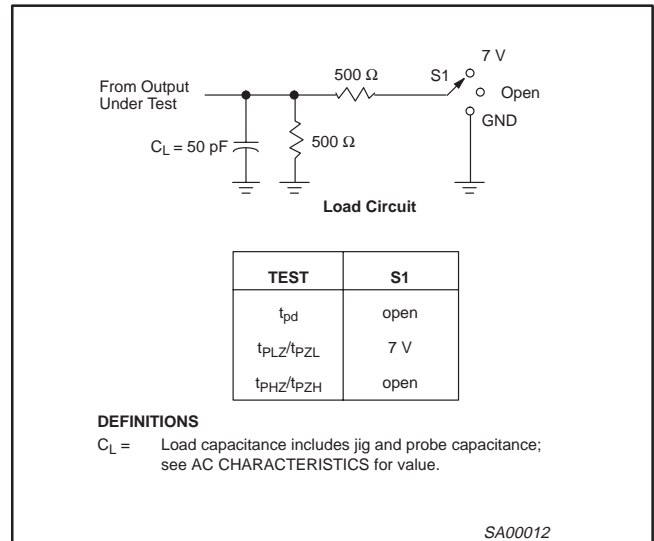 7 V
500 Ω
S1
From Output
Under Test
Open
GND
C_L = 50 pF
500 Ω
Load Circuit
TEST S1
t_pd open
t_PLZ/t_PZL 7 V
t_PHZ/t_PZH open
DEFINITIONS
C_L = Load capacitance includes jig and probe capacitance;
see AC CHARACTERISTICS for value.
SA00012